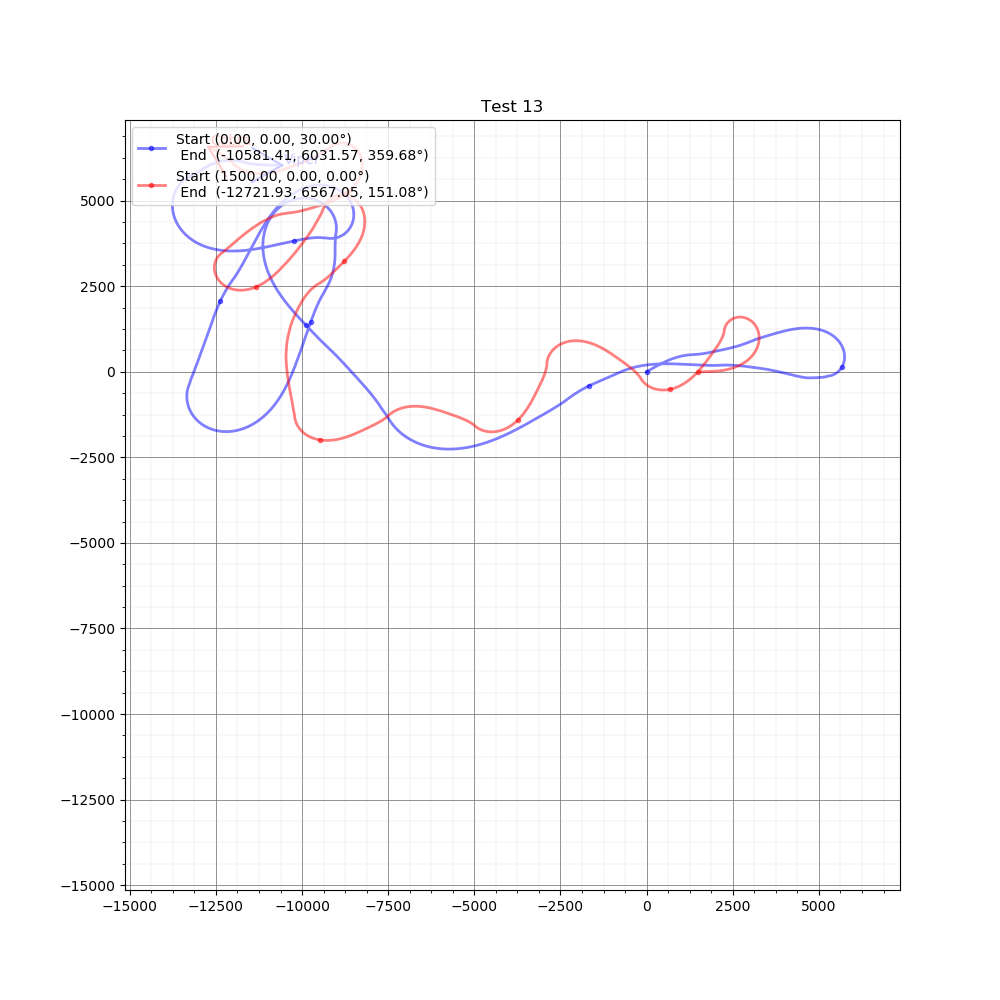 Test 13
Start (0.00, 0.00, 30.00°)
End (-10581.41, 6031.57, 359.68°)
Start (1500.00, 0.00, 0.00°)
End (-12721.93, 6567.05, 151.08°)
5000
2500
0
−2500
−5000
−7500
−10000
−12500
−15000
−15000 −12500 −10000 −7500 −5000 −2500 0 2500 5000